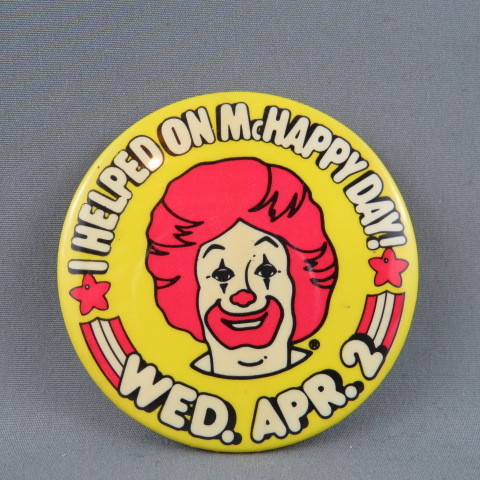 I HELPED ON McHAPPY DAY!
WED. APR. 2
®